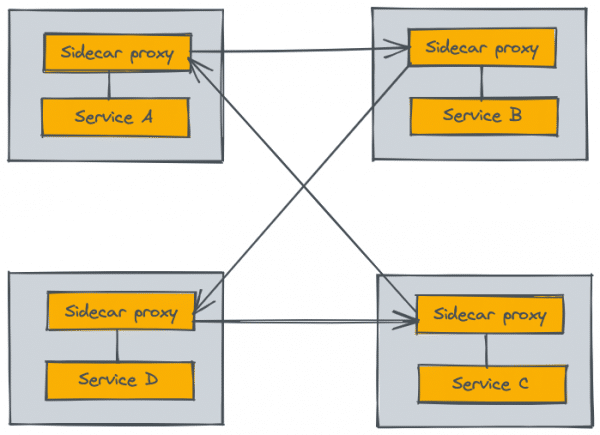 Sidecar proxy
Service A
Sidecar proxy
Service B
Sidecar proxy
Service D
Sidecar proxy
Service C